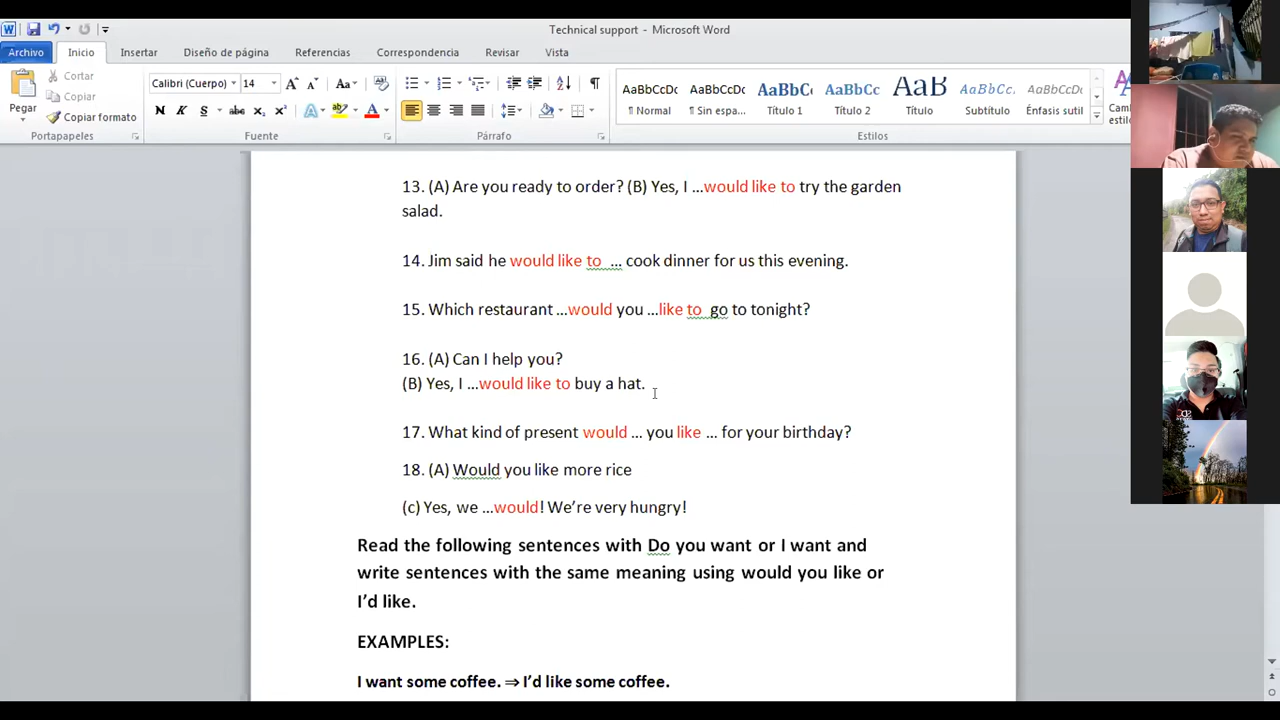 Technical support - Microsoft Word
Archivo Inicio Insertar Diseño de página Referencias Correspondencia Revisar Vista
Pegar
Cortar
Copiar
Copiar formato
Portapapeles
Calibri (Cuerpo) 14
N K S abc
Fuente
Párrafo
AaBbCcDc AaBbCcDc AaBbC AaBbCc AaB AaBbCc AaBbCcDc
¶ Normal ¶ Sin espa... Título 1 Título 2 Título Subtítulo Énfasis sutil
Estilos
13. (A) Are you ready to order? (B) Yes, I ...would like to try the garden
salad.
14. Jim said he would like to ... cook dinner for us this evening.
15. Which restaurant ...would you ...like to go to tonight?
16. (A) Can I help you?
(B) Yes, I ...would like to buy a hat.
17. What kind of present would ... you like ... for your birthday?
18. (A) Would you like more rice
(c) Yes, we ...would! We’re very hungry!
Read the following sentences with Do you want or I want and
write sentences with the same meaning using would you like or
I’d like.
EXAMPLES:
I want some coffee. ⇒ I’d like some coffee.